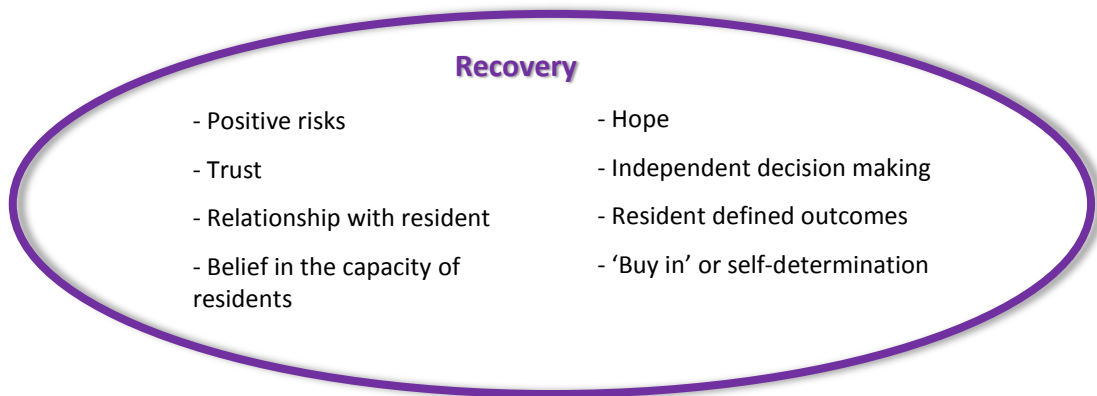 Recovery
- Positive risks
- Trust
- Relationship with resident
- Belief in the capacity of
residents
- Hope
- Independent decision making
- Resident defined outcomes
- ‘Buy in’ or self-determination